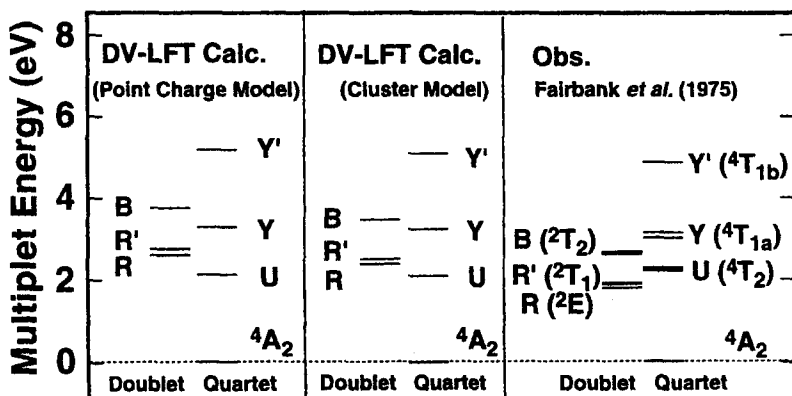 Multiplet Energy (eV)
8
6
4
2
0
DV-LFT Calc.
(Point Charge Model)
Y'
B
Y
R'
R
U
⁴A₂
Doublet Quartet
DV-LFT Calc.
(Cluster Model)
Y'
B
Y
R'
R
U
⁴A₂
Doublet Quartet
Obs.
Fairbank et al. (1975)
Y' (⁴T₁b)
B (²T₂)
Y (⁴T₁a)
R' (²T₁)
U (⁴T₂)
R (²E)
⁴A₂
Doublet Quartet